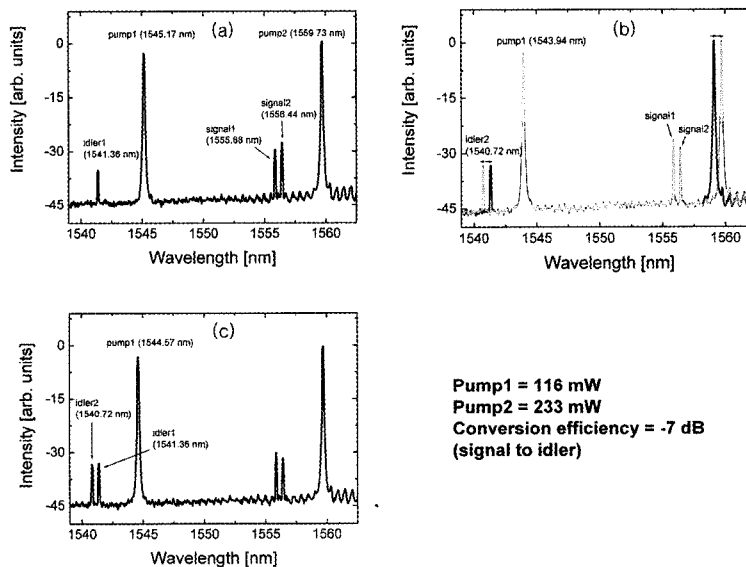 (a)
pump1 (1545.17 nm)
pump2 (1559 73 nm)
signal2
(1556.44 nm)
signal1
(1555.88 nm)
idler1
(1541.36 nm)
Intensity [arb. units]
0
-15
-30
-45
1540 1545 1550 1555 1560
Wavelength [nm]
(b)
pump1 (1543.94 nm)
signal1
signal2
idler2
(1540.72 nm)
Intensity [arb. units]
0
-15
-30
-45
1540 1545 1550 1555 1560
Wavelength [nm]
(c)
pump1 (1544.57 nm)
idler2
(1540.72 nm)
idler1
(1541.36 nm)
Intensity [arb. units]
0
-15
-30
-45
1540 1545 1550 1555 1560
Wavelength [nm]
Pump1 = 116 mW
Pump2 = 233 mW
Conversion efficiency = -7 dB
(signal to idler)